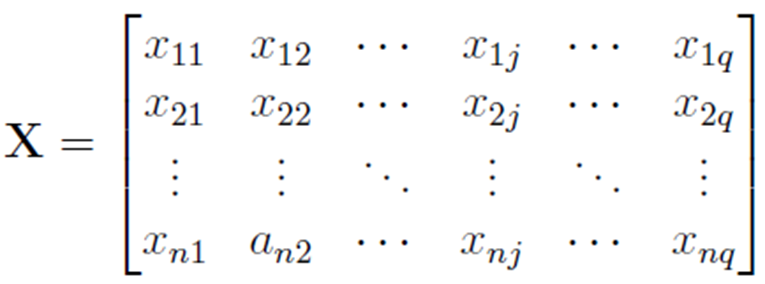 X = [ x₁₁ x₁₂ ⋯ x₁ⱼ ⋯ x₁q
x₂₁ x₂₂ ⋯ x₂ⱼ ⋯ x₂q
⋮ ⋮ ⋱ ⋮ ⋱ ⋮
xₙ₁ aₙ₂ ⋯ xₙⱼ ⋯ xₙq ]